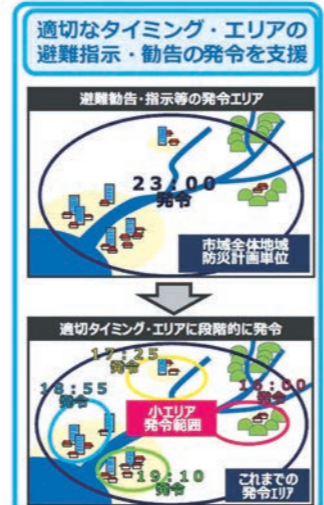 適切なタイミング・エリアの
避難指示・勧告の発令を支援
避難勧告・指示等の発令エリア
23:00
発令
市域全体地域
防災計画単位
適切タイミング・エリアに段階的に発令
17:25
発令
18:55
発令
16:00
発令
小エリア
発令範囲
19:10
発令
これまでの
発令エリア